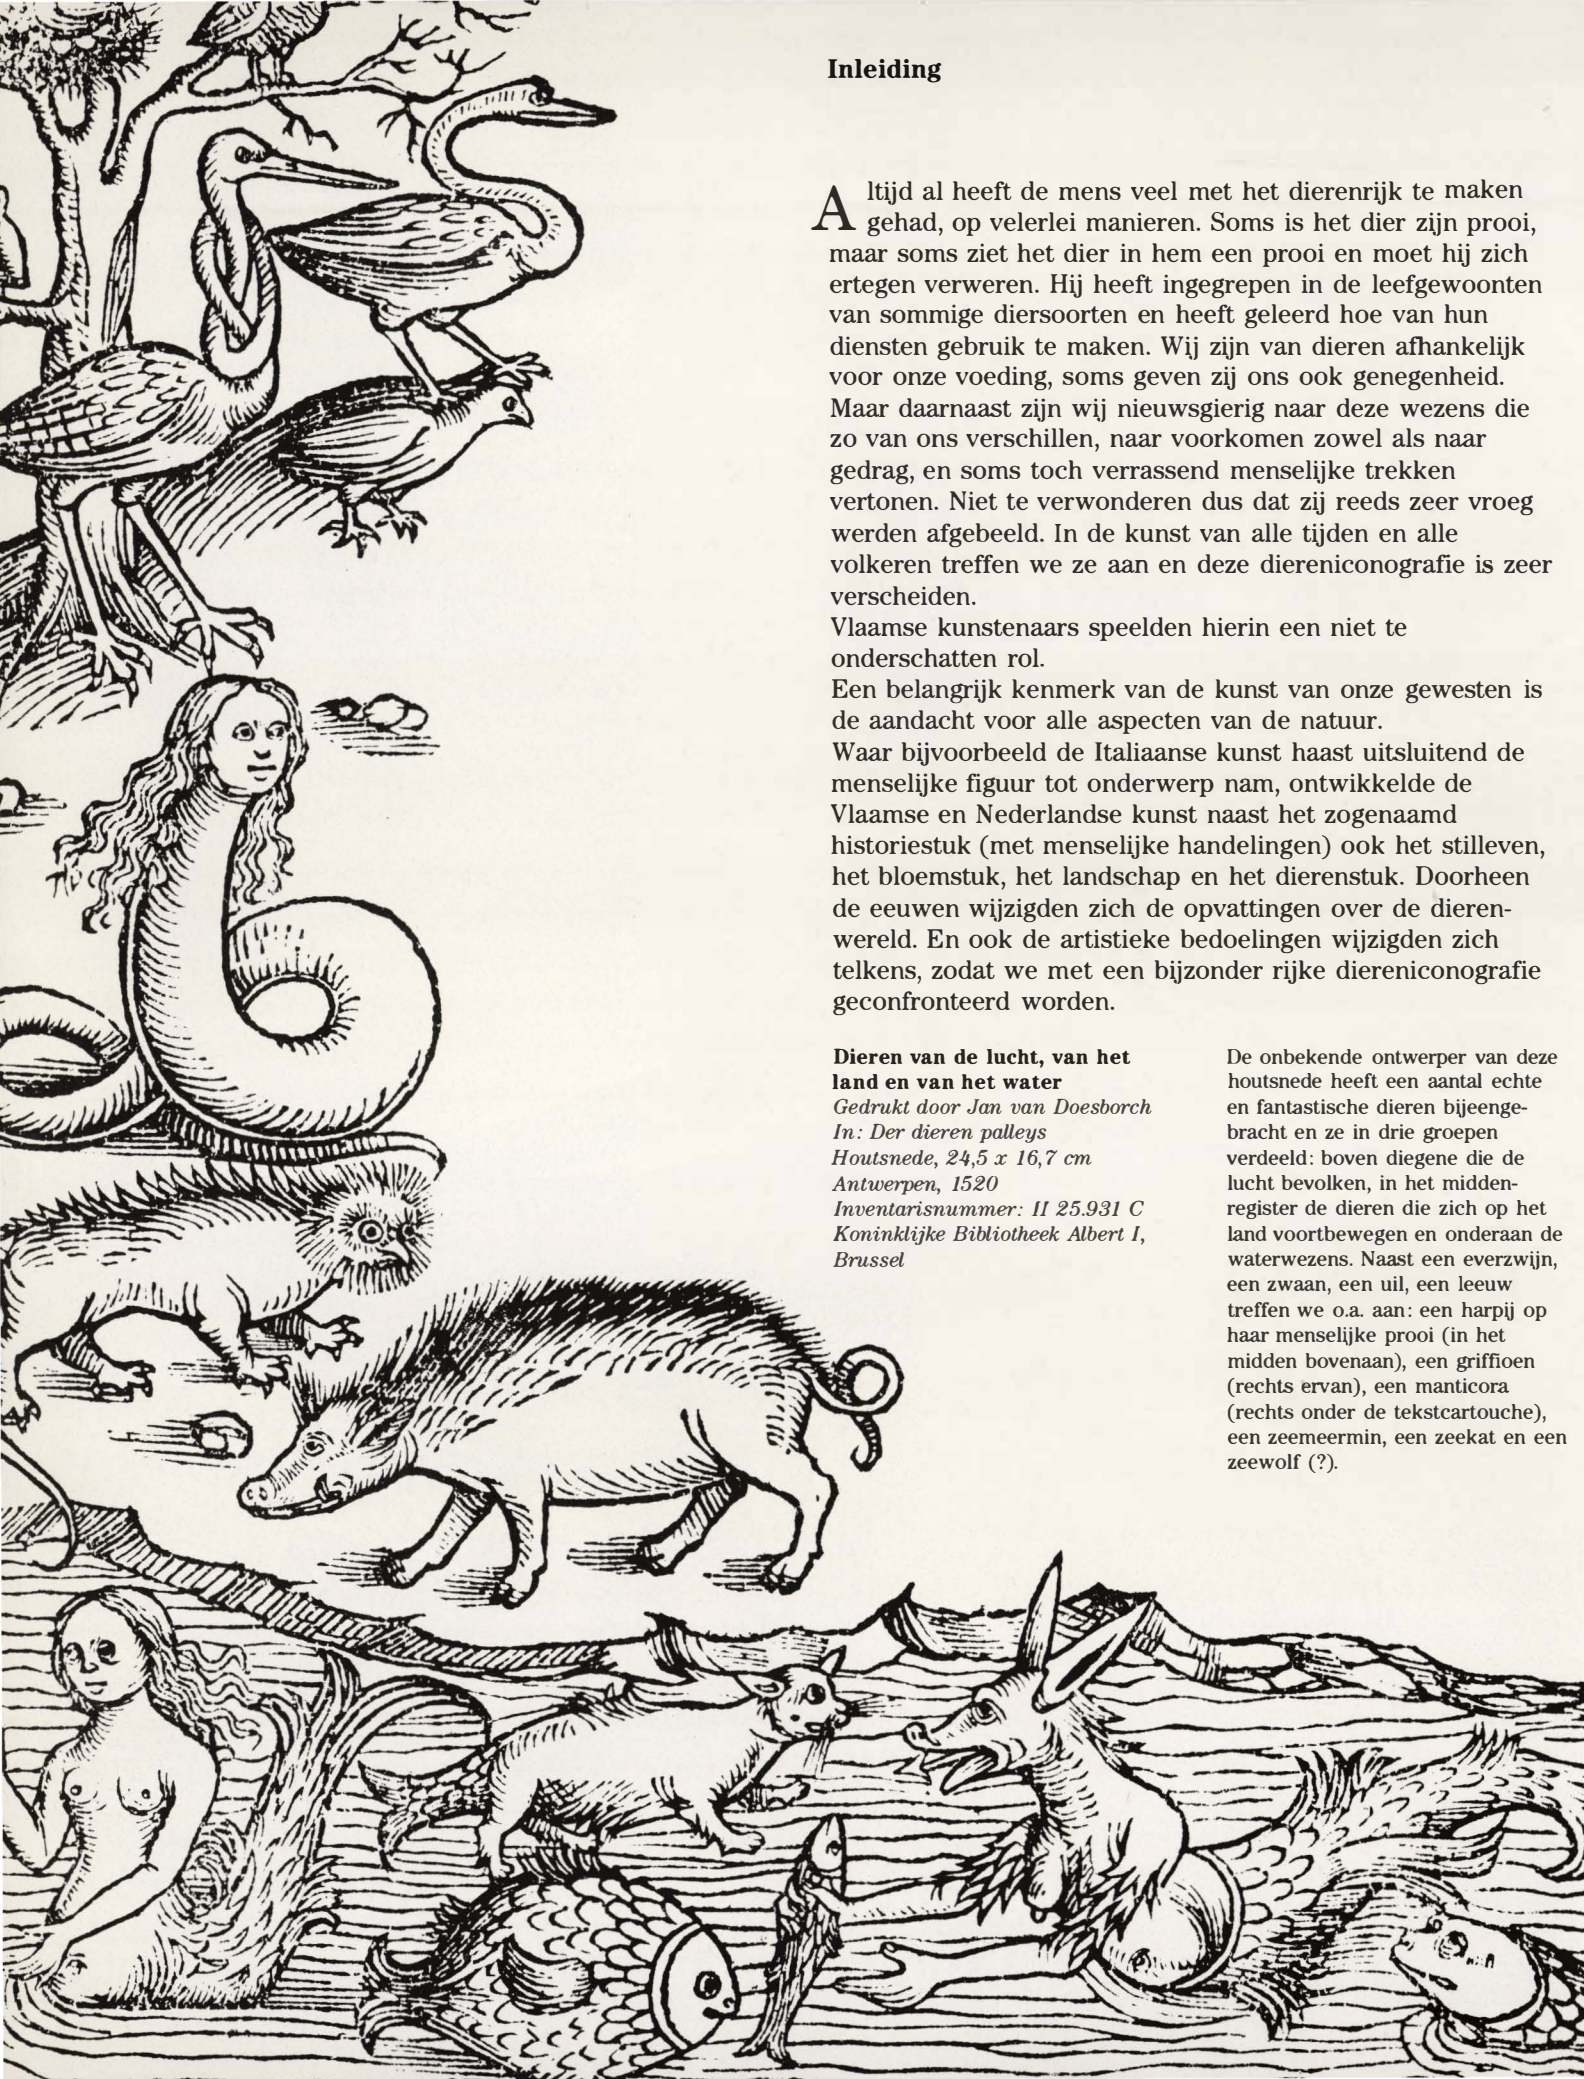 Inleiding
Altijd al heeft de mens veel met het dierenrijk te maken
gehad, op velerlei manieren. Soms is het dier zijn prooi,
maar soms ziet het dier in hem een prooi en moet hij zich
ertegen verweren. Hij heeft ingegrepen in de leefgewoonten
van sommige diersoorten en heeft geleerd hoe van hun
diensten gebruik te maken. Wij zijn van dieren afhankelijk
voor onze voeding, soms geven zij ons ook genegenheid.
Maar daarnaast zijn wij nieuwsgierig naar deze wezens die
zo van ons verschillen, naar voorkomen zowel als naar
gedrag, en soms toch verrassend menselijke trekken
vertonen. Niet te verwonderen dus dat zij reeds zeer vroeg
werden afgebeeld. In de kunst van alle tijden en alle
volkeren treffen we ze aan en deze diereniconografie is zeer
verscheiden.
Vlaamse kunstenaars speelden hierin een niet te
onderschatten rol.
Een belangrijk kenmerk van de kunst van onze gewesten is
de aandacht voor alle aspecten van de natuur.
Waar bijvoorbeeld de Italiaanse kunst haast uitsluitend de
menselijke figuur tot onderwerp nam, ontwikkelde de
Vlaamse en Nederlandse kunst naast het zogenaamd
historiestuk (met menselijke handelingen) ook het stilleven,
het bloemstuk, het landschap en het dierenstuk. Doorheen
de eeuwen wijzigden zich de opvattingen over de dieren-
wereld. En ook de artistieke bedoelingen wijzigden zich
telkens, zodat we met een bijzonder rijke diereniconografie
geconfronteerd worden.
Dieren van de lucht, van het
land en van het water
Gedrukt door Jan van Doesborch
In: Der dieren palleys
Houtsnede, 24,5 x 16,7 cm
Antwerpen, 1520
Inventarisnummer: II 25.931 C
Koninklijke Bibliotheek Albert I,
Brussel
De onbekende ontwerper van deze
houtsnede heeft een aantal echte
en fantastische dieren bijeenge-
bracht en ze in drie groepen
verdeeld: boven diegene die de
lucht bevolken, in het midden-
register de dieren die zich op het
land voortbewegen en onderaan de
waterwezens. Naast een everzwijn,
een zwaan, een uil, een leeuw
treffen we o.a. aan: een harpij op
haar menselijke prooi (in het
midden bovenaan), een griffioen
(rechts ervan), een manticora
(rechts onder de tekstcartouche),
een zeemeermin, een zeekat en een
zeewolf (?).